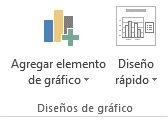 Agregar elemento
de gráfico
Diseño
rápido
Diseños de gráfico